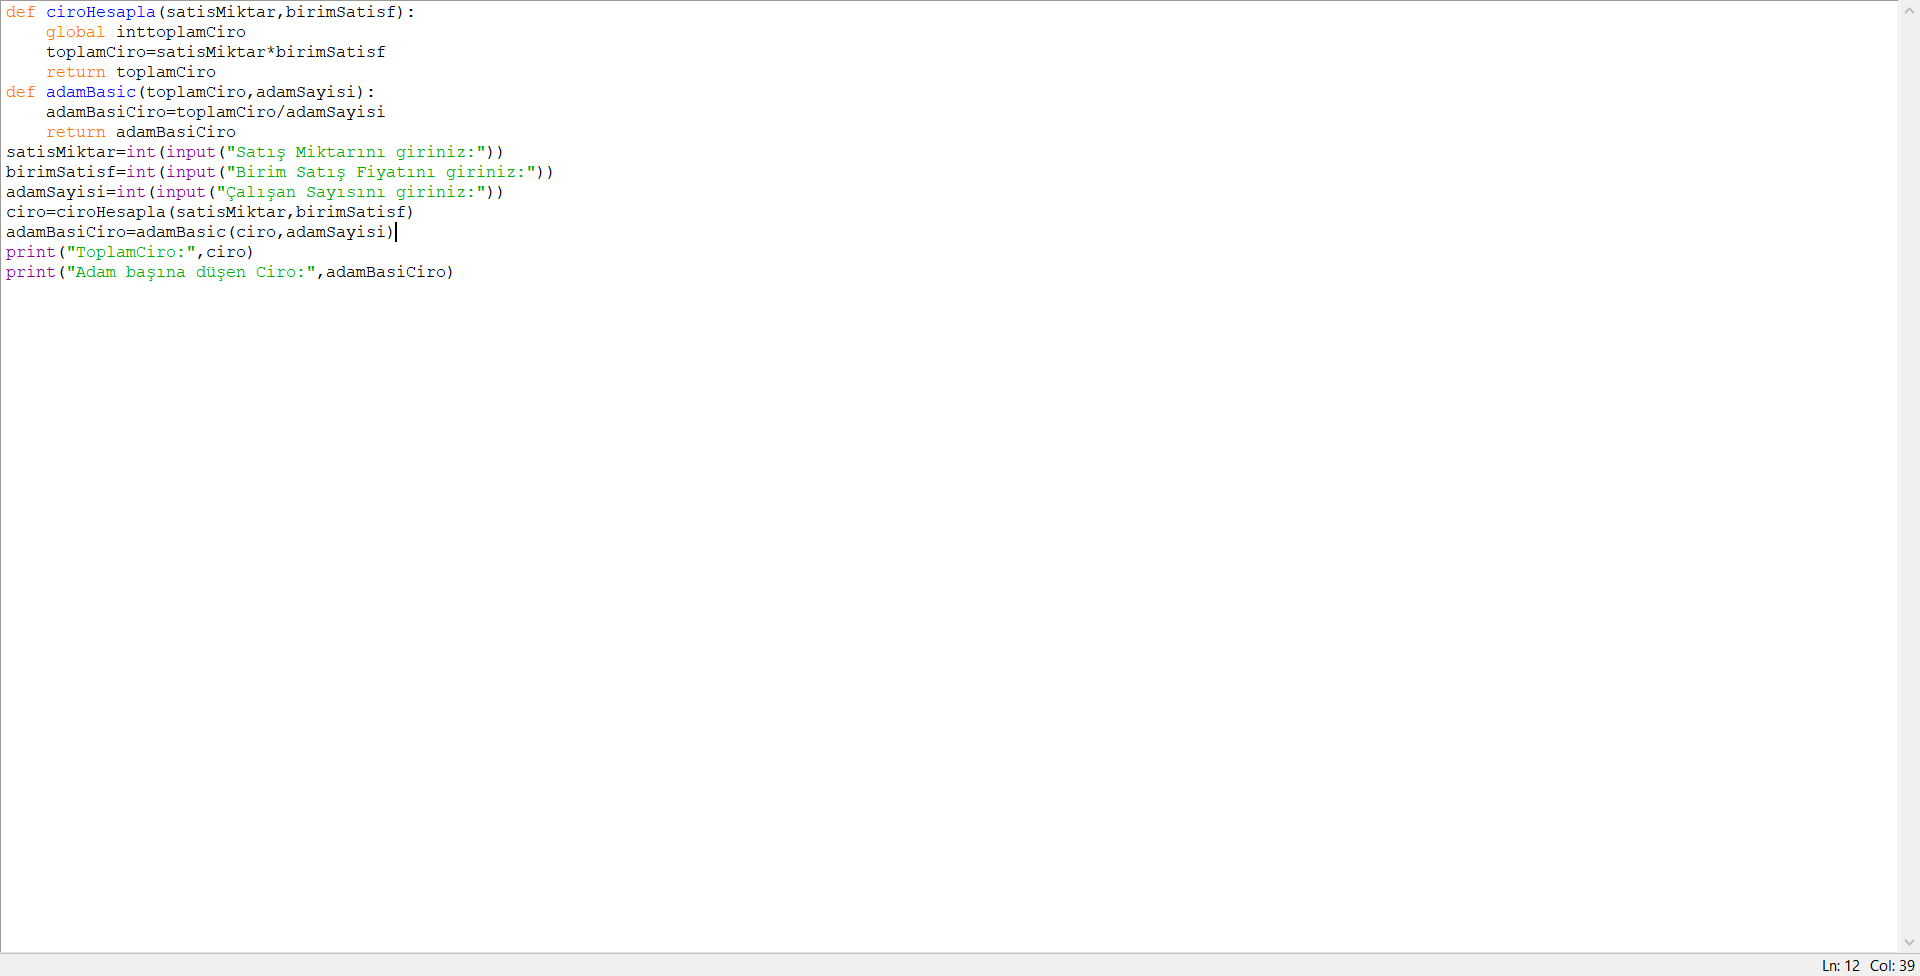 def ciroHesapla(satisMiktar,birimSatisf):
    global inttoplamCiro
    toplamCiro=satisMiktar*birimSatisf
    return toplamCiro
def adamBasic(toplamCiro,adamSayisi):
    adamBasiCiro=toplamCiro/adamSayisi
    return adamBasiCiro
satisMiktar=int(input("Satış Miktarını giriniz:"))
birimSatisf=int(input("Birim Satış Fiyatını giriniz:"))
adamSayisi=int(input("Çalışan Sayısını giriniz:"))
ciro=ciroHesapla(satisMiktar,birimSatisf)
adamBasiCiro=adamBasic(ciro,adamSayisi)
print("ToplamCiro:",ciro)
print("Adam başına düşen Ciro:",adamBasiCiro)
Ln: 12 Col: 39